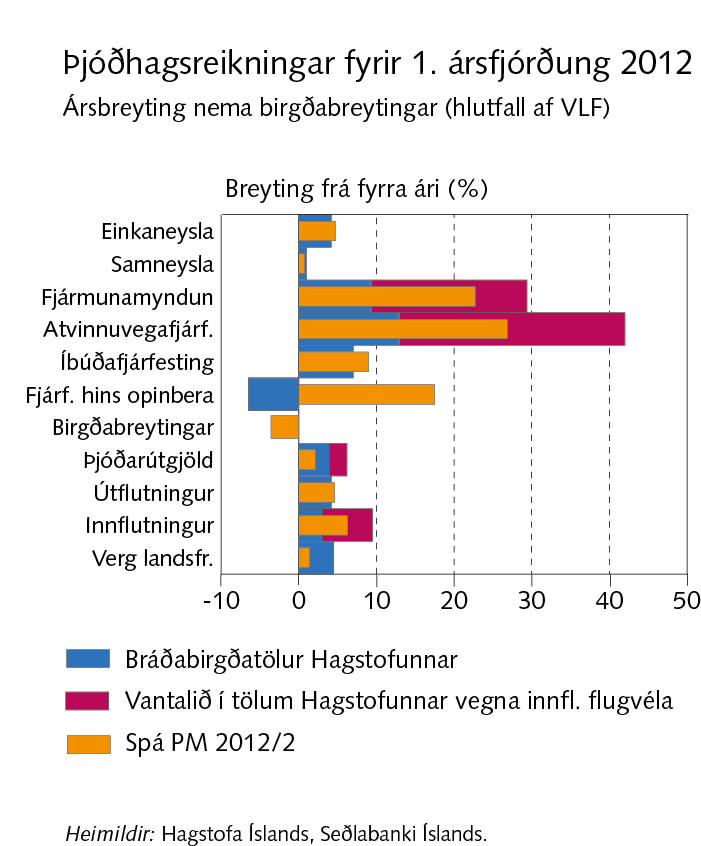 Þjóðhagsreikningar fyrir 1. ársfjórðung 2012
Ársbreyting nema birgðabreytingar (hlutfall af VLF)
Breyting frá fyrra ári (%)
Einkaneysla
Samneysla
Fjármunamyndun
Atvinnuvegafjárf.
Íbúðafjárfesting
Fjárf. hins opinbera
Birgðabreytingar
Þjóðarútgjöld
Útflutningur
Innflutningur
Verg landsfr.
-10 0 10 20 30 40 50
Bráðabirgðatölur Hagstofunnar
Vantalið í tölum Hagstofunnar vegna innfl. flugvéla
Spá PM 2012/2
Heimildir: Hagstofa Íslands, Seðlabanki Íslands.